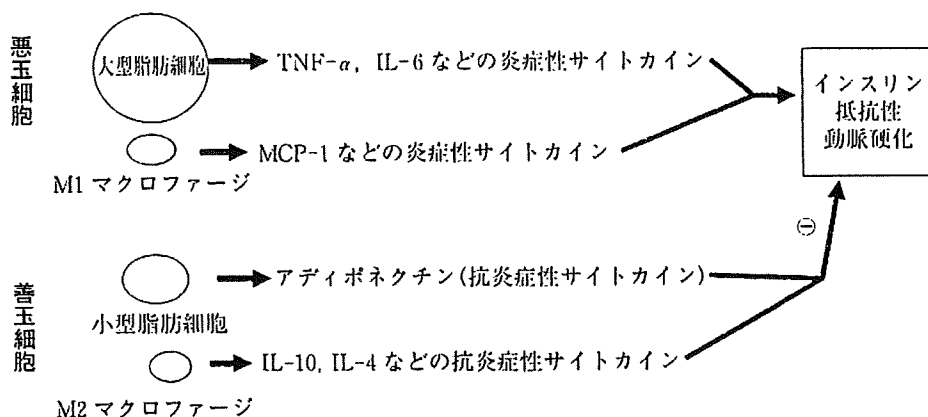 悪玉細胞
大型脂肪細胞
TNF-α, IL-6 などの炎症性サイトカイン
MCP-1 などの炎症性サイトカイン
M1 マクロファージ
インスリン
抵抗性
動脈硬化
⊖
善玉細胞
アディポネクチン(抗炎症性サイトカイン)
小型脂肪細胞
IL-10, IL-4 などの抗炎症性サイトカイン
M2 マクロファージ